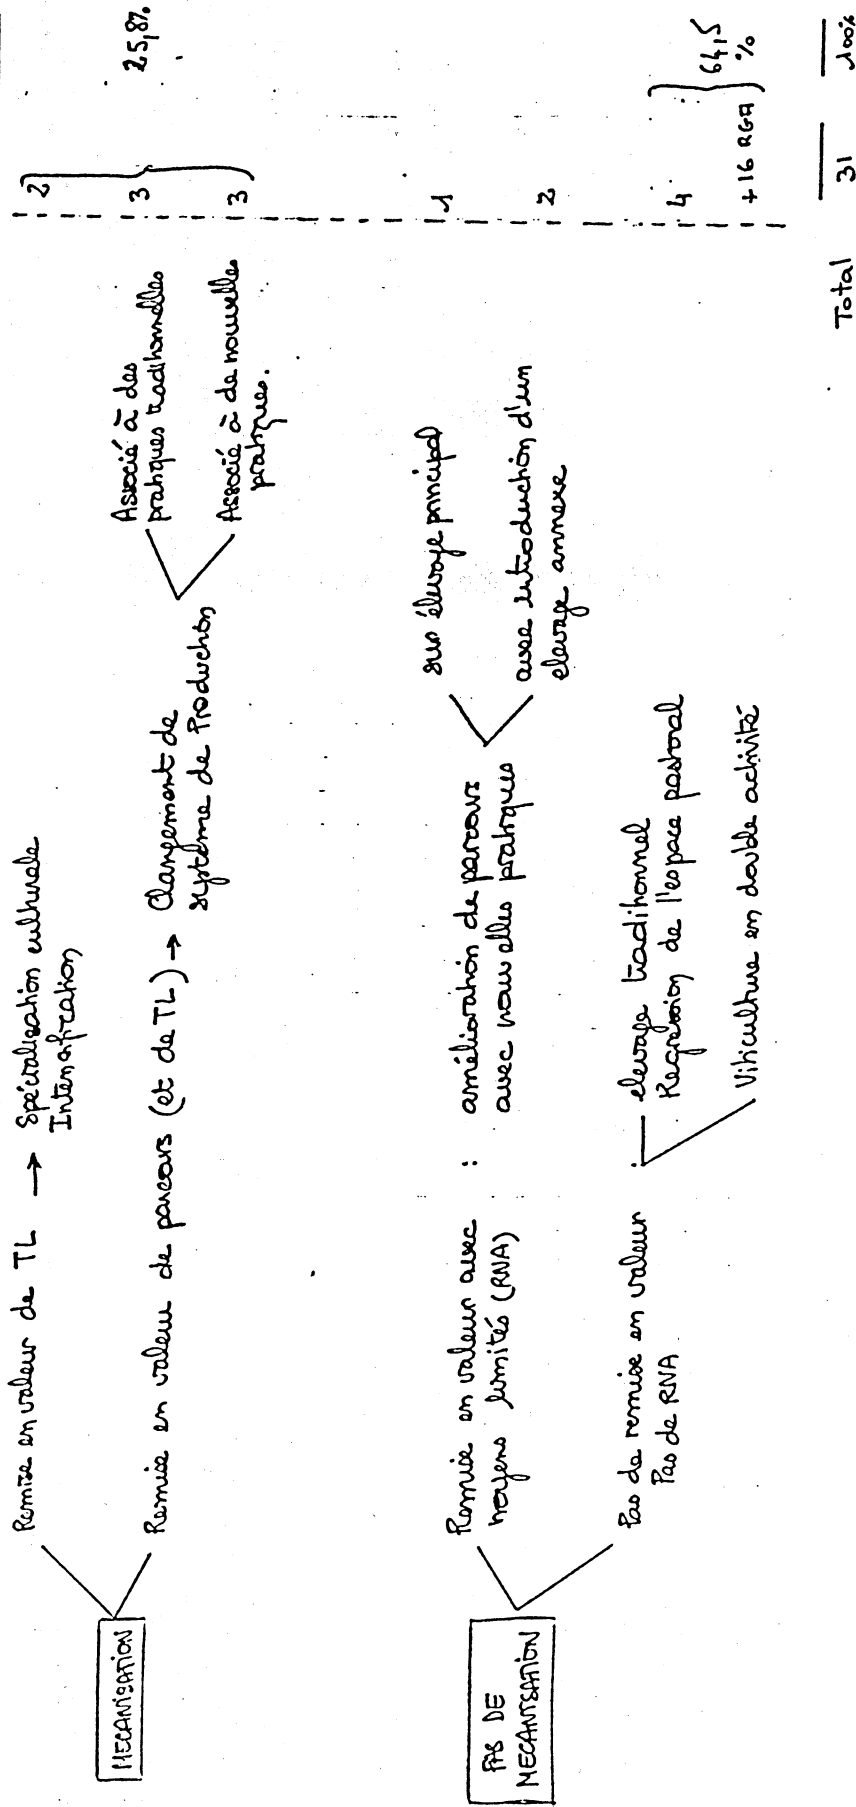 MECANISATION
Remise en valeur de TL → Spécialisation culturale
Intensification
2
Remise en valeur de parcours (et de TL) → Changement de
système de Production
Associé à des
pratiques traditionnelles
3
Associé à de nouvelles
pratiques.
3
25,8%
PAS DE
MECANISATION
Remise en valeur avec
moyens limités (RNA) :
amélioration de parcours
avec nouvelles pratiques
sur élevage principal
1
avec introduction d'un
elevage annexe
2
Pas de remise en valeur :
Pas de RNA
elevage traditionnel
Regression de l'espace pastoral
4
Viticulture en double activité
+16 RGA
64,5
%
Total 31 100%